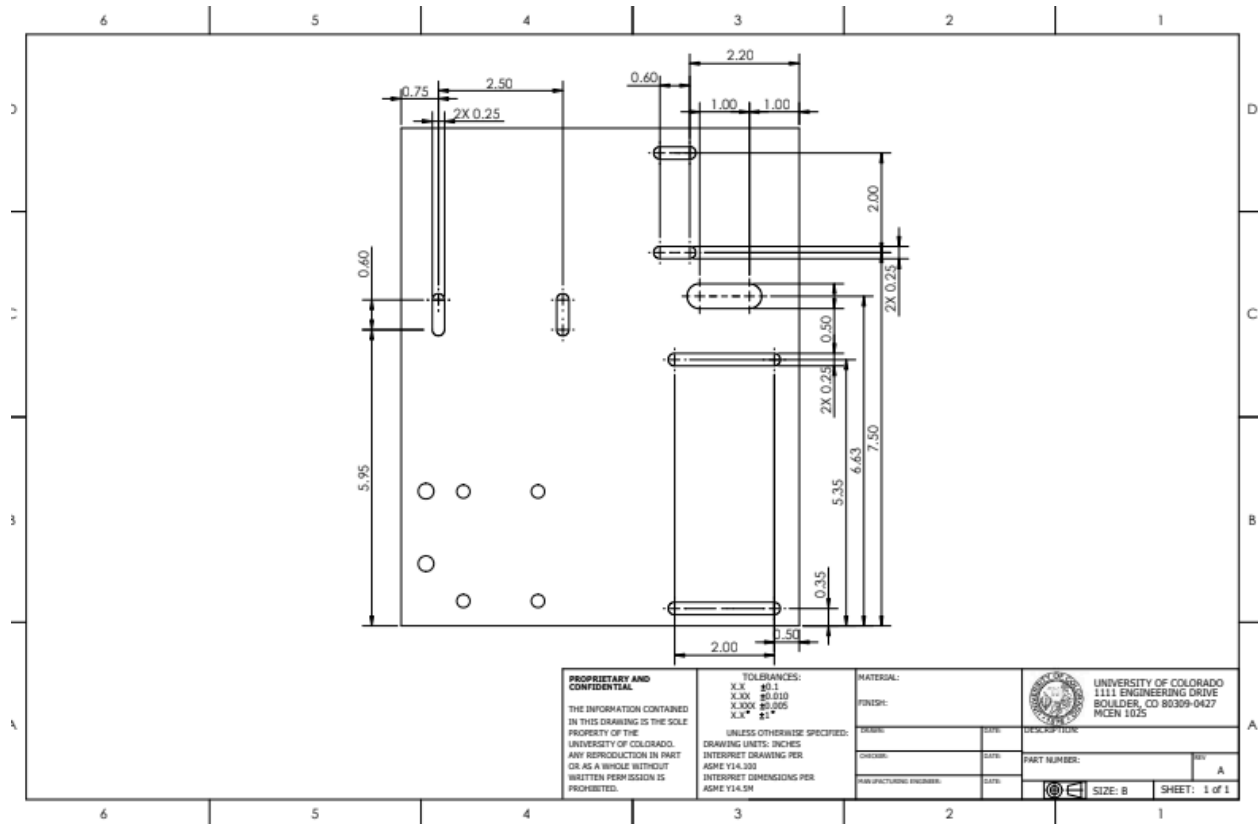 6 5 4 3 2 1
2.20
0.60
2.50
0.75
1.00 1.00
2X 0.25
D
2.00
0.60
2X 0.25
C
0.50
2X 0.25
7.50
6.63
5.95
5.35
B
0.35
0.50
2.00
A
PROPRIETARY AND
CONFIDENTIAL
THE INFORMATION CONTAINED
IN THIS DRAWING IS THE SOLE
PROPERTY OF THE
UNIVERSITY OF COLORADO.
ANY REPRODUCTION IN PART
OR AS A WHOLE WITHOUT
WRITTEN PERMISSION IS
PROHIBITED.
TOLERANCES:
X.X ±0.1
X.XX ±0.010
X.XXX ±0.005
X.X° ±1°
UNLESS OTHERWISE SPECIFIED:
DRAWING UNITS: INCHES
INTERPRET DRAWING PER
ASME Y14.100
INTERPRET DIMENSIONS PER
ASME Y14.5M
MATERIAL:
FINISH:
DRAWN: DATE:
CHECKER: DATE:
MANUFACTURING ENGINEER: DATE:
UNIVERSITY OF COLORADO
1111 ENGINEERING DRIVE
BOULDER, CO 80309-0427
MCEN 1025
DESCRIPTION:
PART NUMBER:
REV
A
SIZE: B
SHEET: 1 of 1
6 5 4 3 2 1